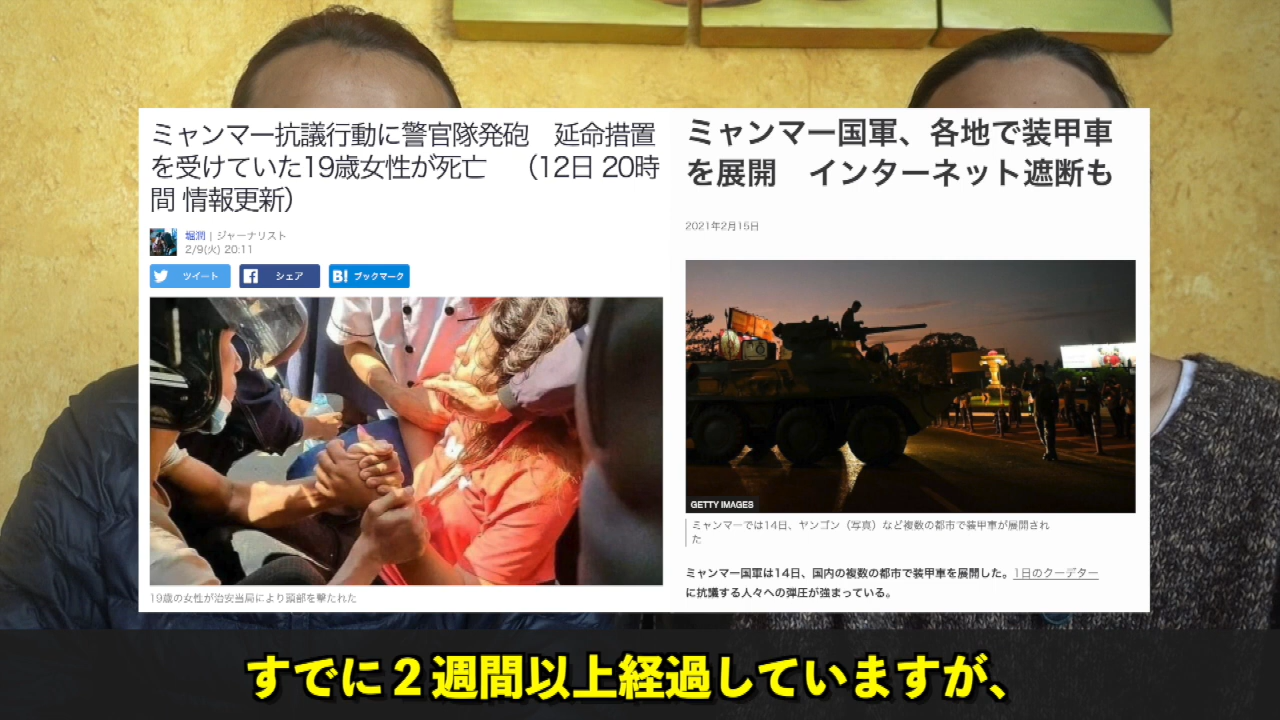 ミャンマー抗議行動に警官隊発砲　延命措置
を受けていた19歳女性が死亡　（12日 20時
間 情報更新）
堀潤 | ジャーナリスト
2/9(火) 20:11
ツイート
シェア
B! ブックマーク
19歳の女性が治安当局により頭部を撃たれた
ミャンマー国軍、各地で装甲車
を展開　インターネット遮断も
2021年2月15日
GETTY IMAGES
ミャンマーでは14日、ヤンゴン（写真）など複数の都市で装甲車が展開され
た
ミャンマー国軍は14日、国内の複数の都市で装甲車を展開した。1日のクーデター
に抗議する人々への弾圧が強まっている。
すでに２週間以上経過していますが、